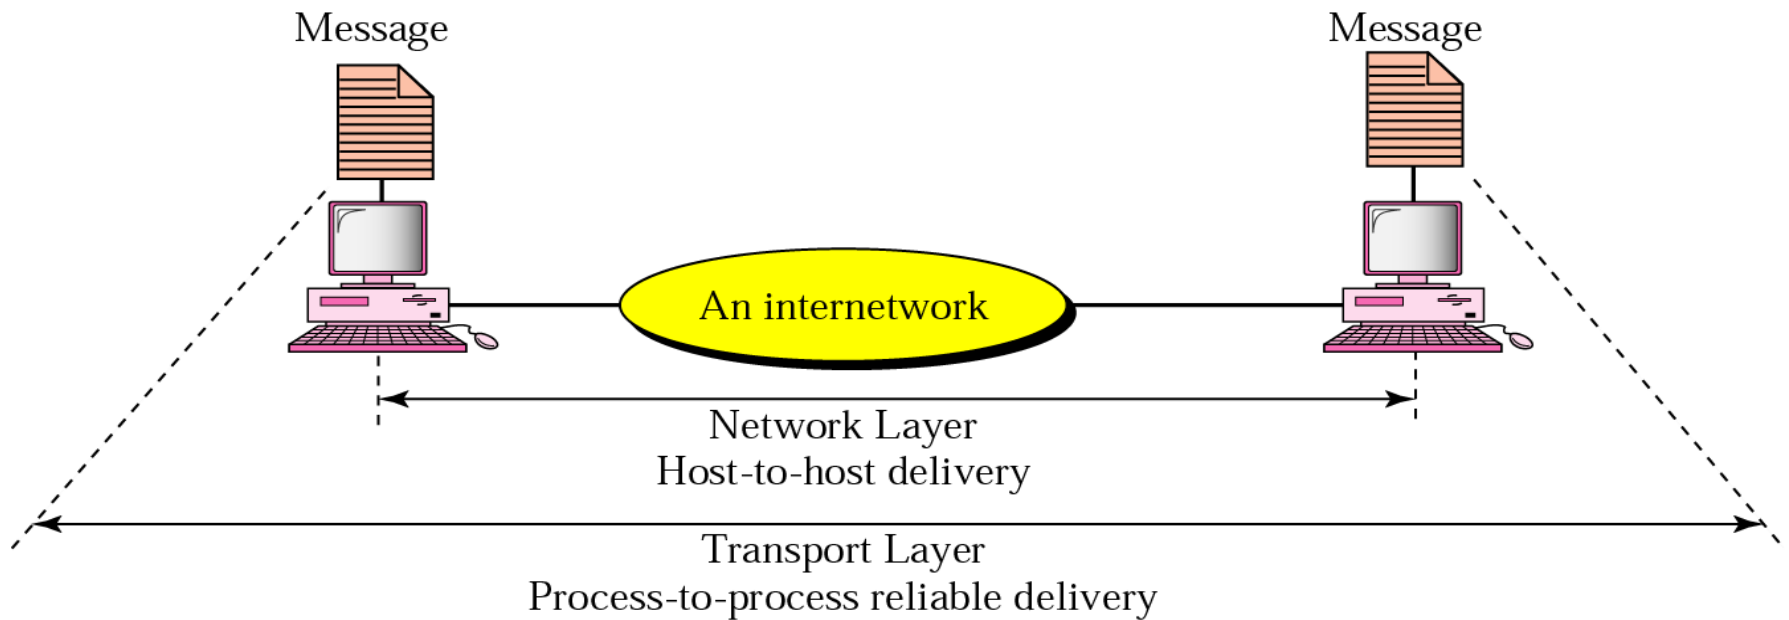 Message
Message
An internetwork
Network Layer
Host-to-host delivery
Transport Layer
Process-to-process reliable delivery